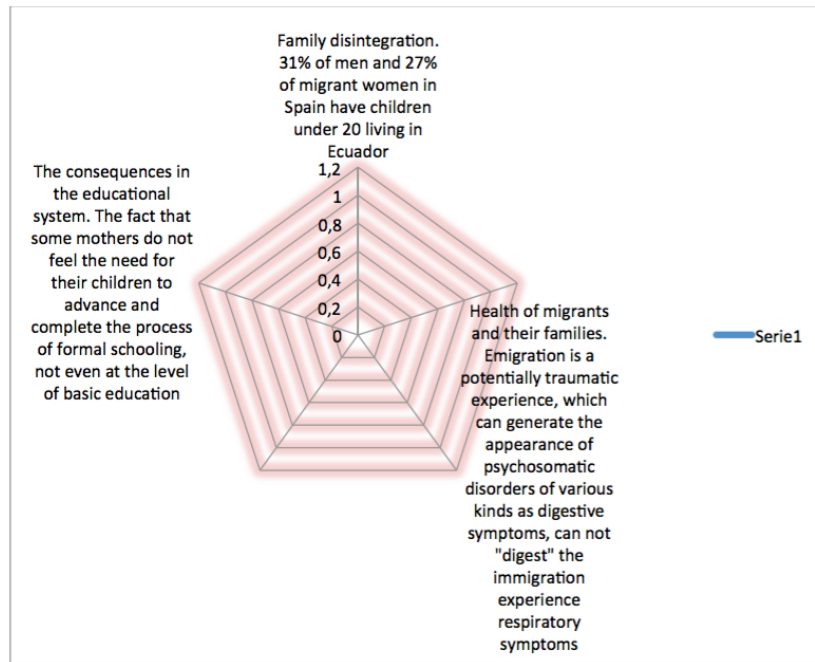 Family disintegration.
31% of men and 27%
of migrant women in
Spain have children
under 20 living in
Ecuador
1,2
1
0,8
0,6
0,4
0,2
0
The consequences in
the educational
system. The fact that
some mothers do not
feel the need for
their children to
advance and
complete the process
of formal schooling,
not even at the level
of basic education
Health of migrants
and their families.
Emigration is a
potentially traumatic
experience, which
can generate the
appearance of
psychosomatic
disorders of various
kinds as digestive
symptoms, can not
"digest" the
immigration
experience
respiratory
symptoms
Serie1